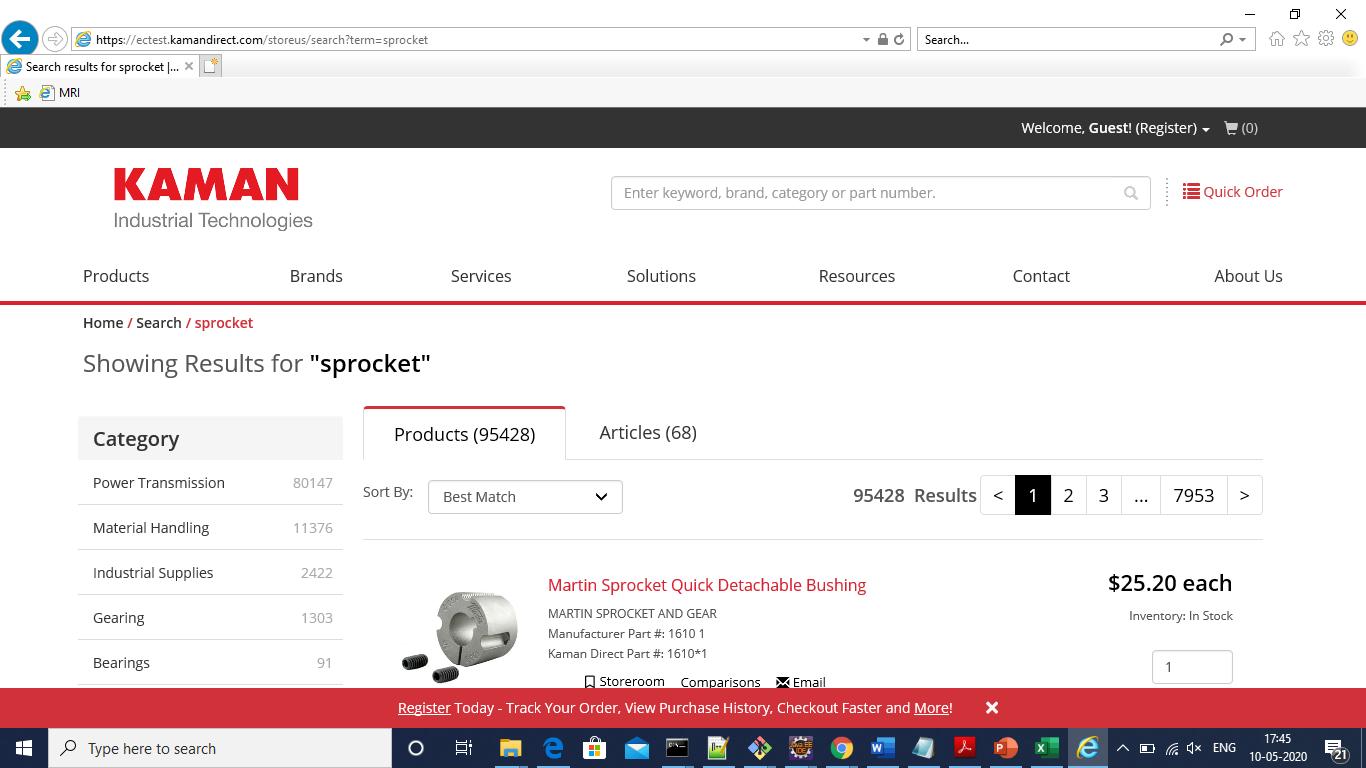 https://ectest.kamandirect.com/storeus/search?term=sprocket
Search...
Search results for sprocket |...
MRI
Welcome, Guest! (Register)
(0)
KAMAN
Industrial Technologies
Enter keyword, brand, category or part number.
Quick Order
Products Brands Services Solutions Resources Contact About Us
Home / Search / sprocket
Showing Results for "sprocket"
Category
Power Transmission 80147
Material Handling 11376
Industrial Supplies 2422
Gearing 1303
Bearings 91
Products (95428) Articles (68)
Sort By: Best Match
95428 Results < 1 2 3 ... 7953 >
Martin Sprocket Quick Detachable Bushing
MARTIN SPROCKET AND GEAR
Manufacturer Part #: 1610 1
Kaman Direct Part #: 1610*1
Storeroom Comparisons Email
$25.20 each
Inventory: In Stock
1
Register Today - Track Your Order, View Purchase History, Checkout Faster and More!
Type here to search
ENG
17:45
10-05-2020
21